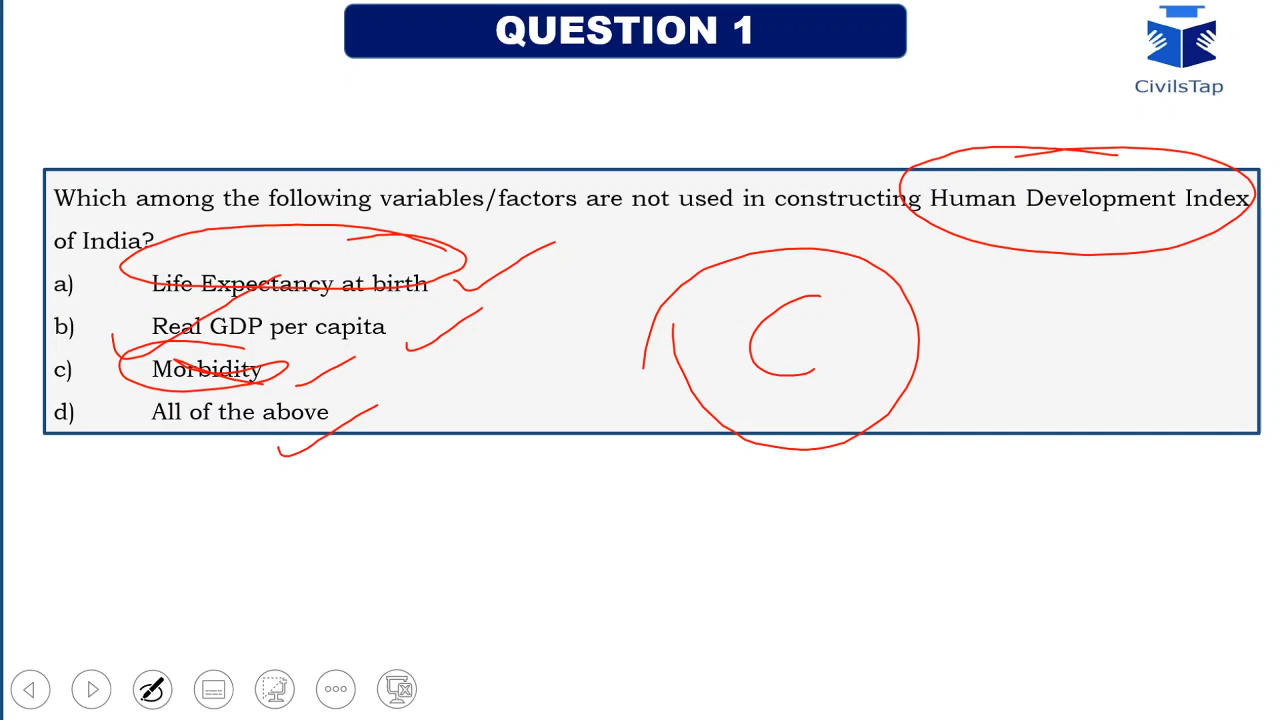 QUESTION 1
CivilsTap
Which among the following variables/factors are not used in constructing Human Development Index
of India?
a) Life Expectancy at birth
b) Real GDP per capita
c) Morbidity
d) All of the above
C